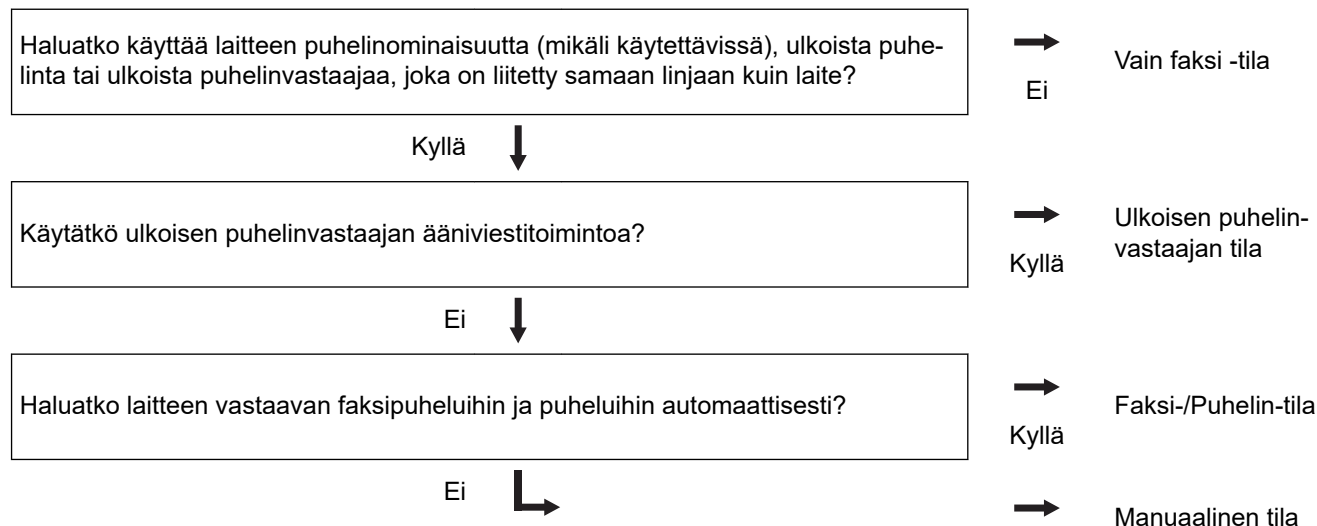 Haluatko käyttää laitteen puhelinominaisuutta (mikäli käytettävissä), ulkoista puhe-
linta tai ulkoista puhelinvastaajaa, joka on liitetty samaan linjaan kuin laite?
Ei
Vain faksi -tila
Kyllä
Käytätkö ulkoisen puhelinvastaajan ääniviestitoimintoa?
Kyllä
Ulkoisen puhelin-
vastaajan tila
Ei
Haluatko laitteen vastaavan faksipuheluihin ja puheluihin automaattisesti?
Kyllä
Faksi-/Puhelin-tila
Ei
Manuaalinen tila